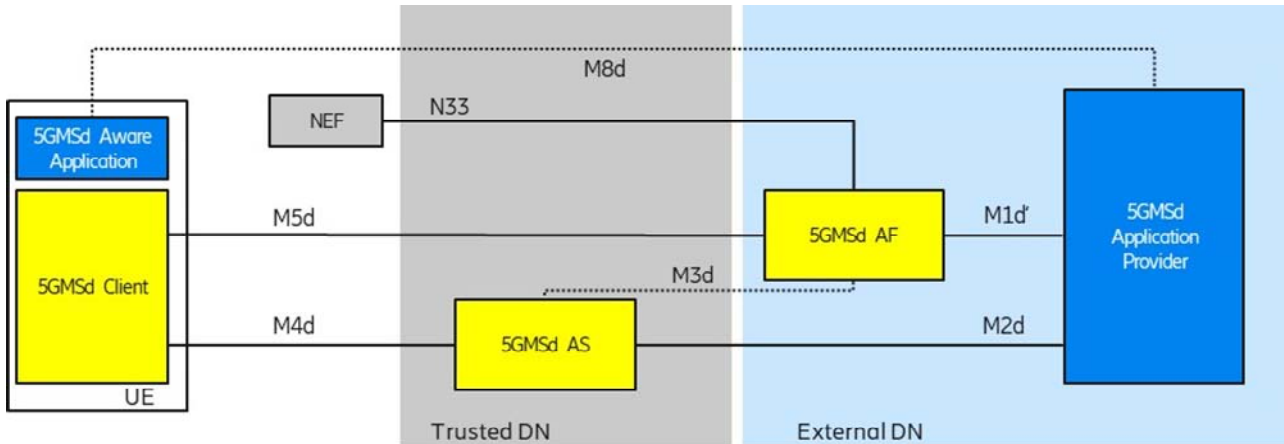 M8d
NEF
N33
5GMSd Aware
Application
5GMSd Client
UE
M5d
M4d
5GMSd AF
M3d
5GMSd AS
M1d'
M2d
5GMSd
Application
Provider
Trusted DN
External DN